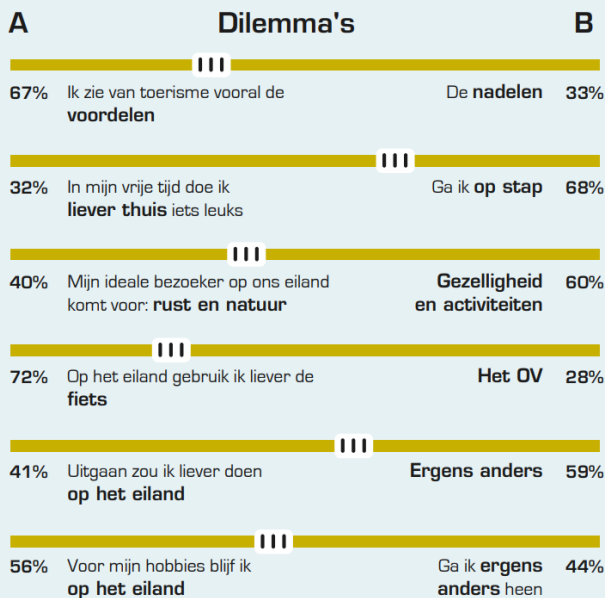 A Dilemma's B
67% Ik zie van toerisme vooral de De nadelen 33%
voordelen
32% In mijn vrije tijd doe ik Ga ik op stap 68%
liever thuis iets leuks
40% Mijn ideale bezoeker op ons eiland Gezelligheid 60%
komt voor: rust en natuur en activiteiten
72% Op het eiland gebruik ik liever de Het OV 28%
fiets
41% Uitgaan zou ik liever doen Ergens anders 59%
op het eiland
56% Voor mijn hobbies blijf ik Ga ik ergens 44%
op het eiland anders heen